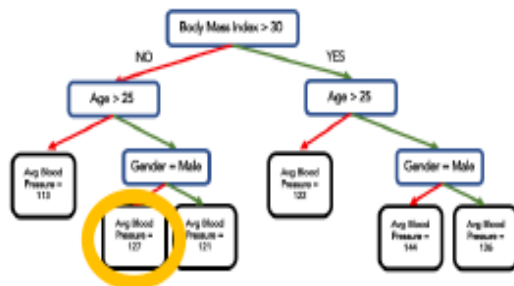 Body Mass Index > 30
NO
YES
Age > 25
Age > 25
Avg Blood
Pressure =
Gender = Male
Avg Blood
Pressure =
Gender = Male
Avg Blood
Pressure =
127
Avg Blood
Pressure =
121
Avg Blood
Pressure =
144
Avg Blood
Pressure =
136